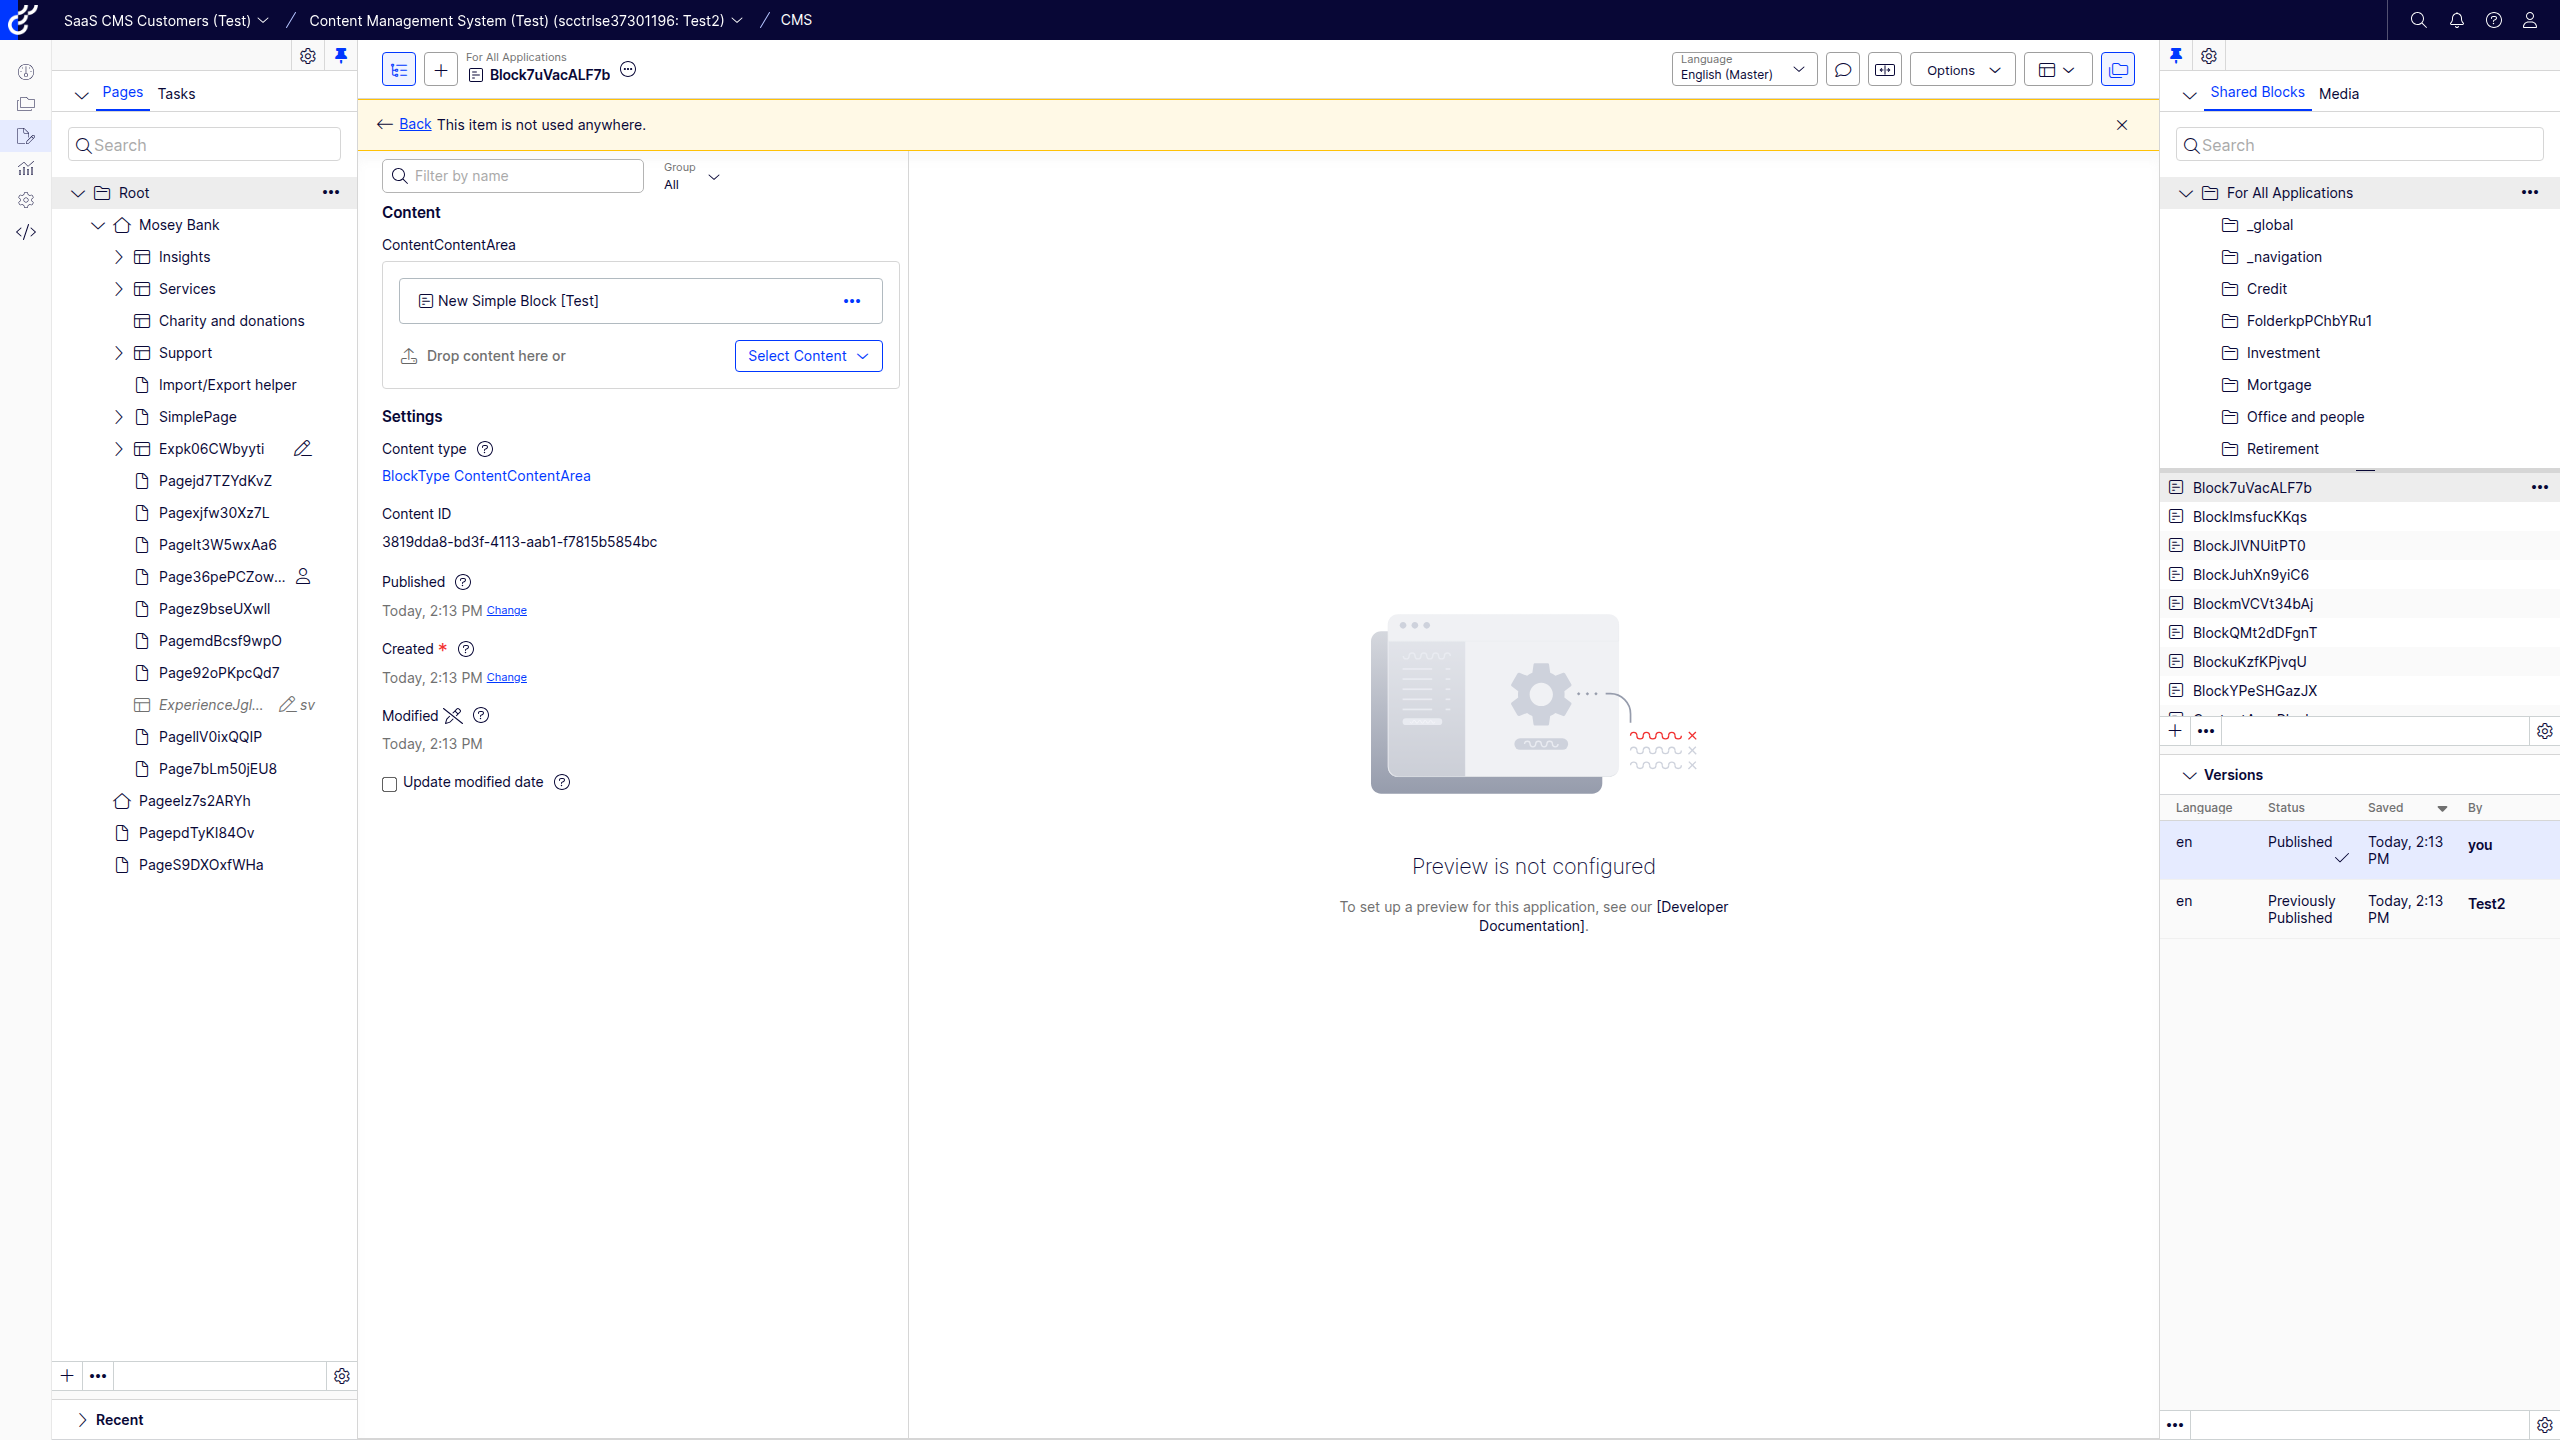 SaaS CMS Customers (Test)
Content Management System (Test) (scctrlse37301196: Test2)
CMS
Pages
Tasks
Search
Root
Mosey Bank
Insights
Services
Charity and donations
Support
Import/Export helper
SimplePage
Expk06CWbyyti
Pagejd7TZYdKvZ
Pagexjfw30Xz7L
Page36pePCZow...
PagemdBcsf9wpO
Page92oPKpcQd7
sv
Page7bLm50jEU8
PageS9DXOxfWHa
Recent
For All Applications
Block7uVacALF7b
Language
English (Master)
Options
Back
This item is not used anywhere.
Filter by name
Group
All
Content
ContentContentArea
New Simple Block [Test]
Drop content here or
Select Content
Settings
Content type
BlockType ContentContentArea
Content ID
3819dda8-bd3f-4113-aab1-f7815b5854bc
Published
Today, 2:13 PM Change
Created *
Today, 2:13 PM Change
Modified
Today, 2:13 PM
Update modified date
Preview is not configured
To set up a preview for this application, see our [Developer
Documentation].
Shared Blocks
Media
Search
For All Applications
_global
_navigation
Credit
FolderkpPChbYRu1
Investment
Mortgage
Office and people
Retirement
Block7uVacALF7b
BlockJuhXn9yiC6
BlockmVCVt34bAj
BlockQMt2dDFgnT
BlockuKzfKPjvqU
BlockYPeSHGazJX
Versions
Language
Status
Saved
By
en
Published
Today, 2:13
PM
you
en
Previously
Published
Today, 2:13
PM
Test2